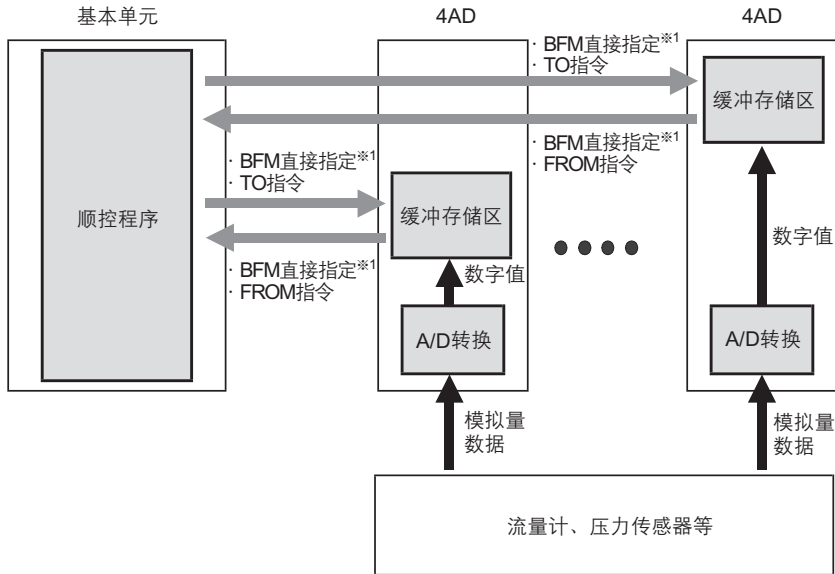 基本单元
4AD
4AD
· BFM直接指定※1
· TO指令
缓冲存储区
· BFM直接指定※1
· FROM指令
· BFM直接指定※1
· TO指令
顺控程序
缓冲存储区
数字值
· BFM直接指定※1
· FROM指令
数字值
A/D转换
A/D转换
模拟量
数据
模拟量
数据
流量计、压力传感器等